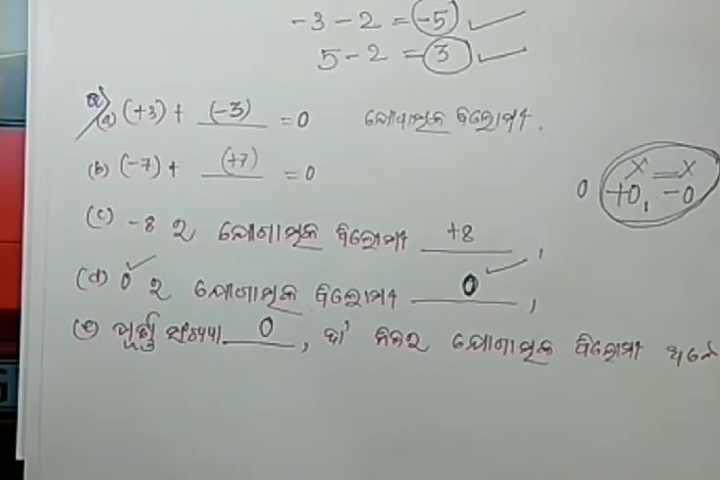 -3 - 2 = -5
5 - 2 = 3
(a) (+3) + (-3) = 0 ଯୋଗାତ୍ମକ ବିଲୋମୀ.
(b) (-7) + (+7) = 0
0 +0, -0
(c) -8 ର ଯୋଗାତ୍ମକ ବିଲୋମୀ +8,
(d) 0 ର ଯୋଗାତ୍ମକ ବିଲୋମୀ 0,
(e) ପୂର୍ଣ୍ଣ ସଂଖ୍ୟା 0, ତା' ନିଜର ଯୋଗାତ୍ମକ ବିଲୋମୀ ଅଟେ